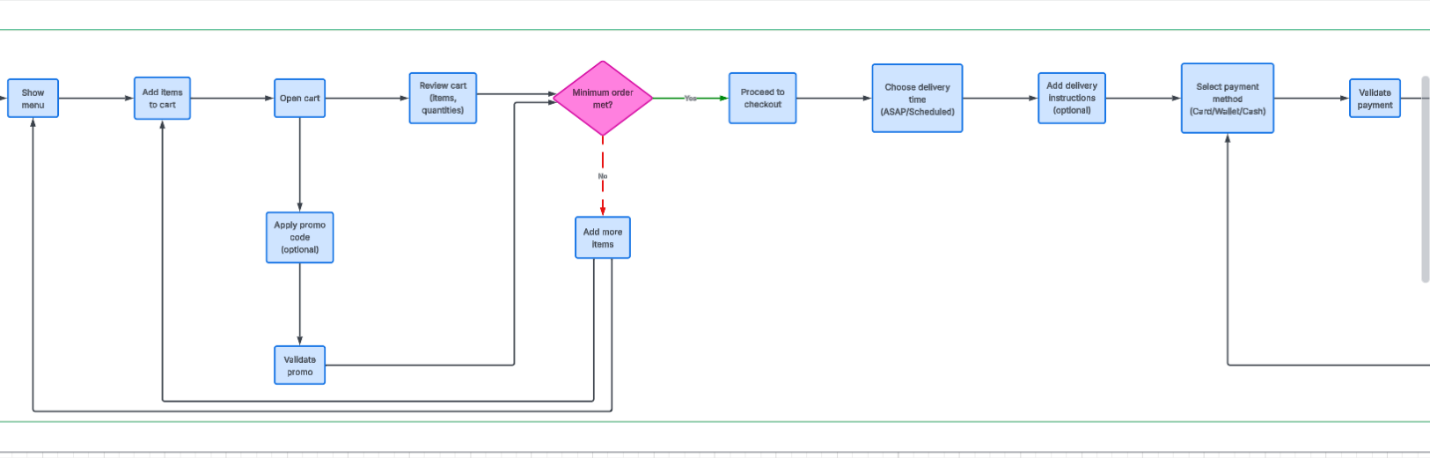 Show
menu
Add items
to cart
Open cart
Review cart
(items,
quantities)
Minimum order
met?
Yes
Proceed to
checkout
Choose delivery
time
(ASAP/Scheduled)
Add delivery
instructions
(optional)
Select payment
method
(Card/Wallet/Cash)
Validate
payment
No
Apply promo
code
(optional)
Add more
items
Validate
promo